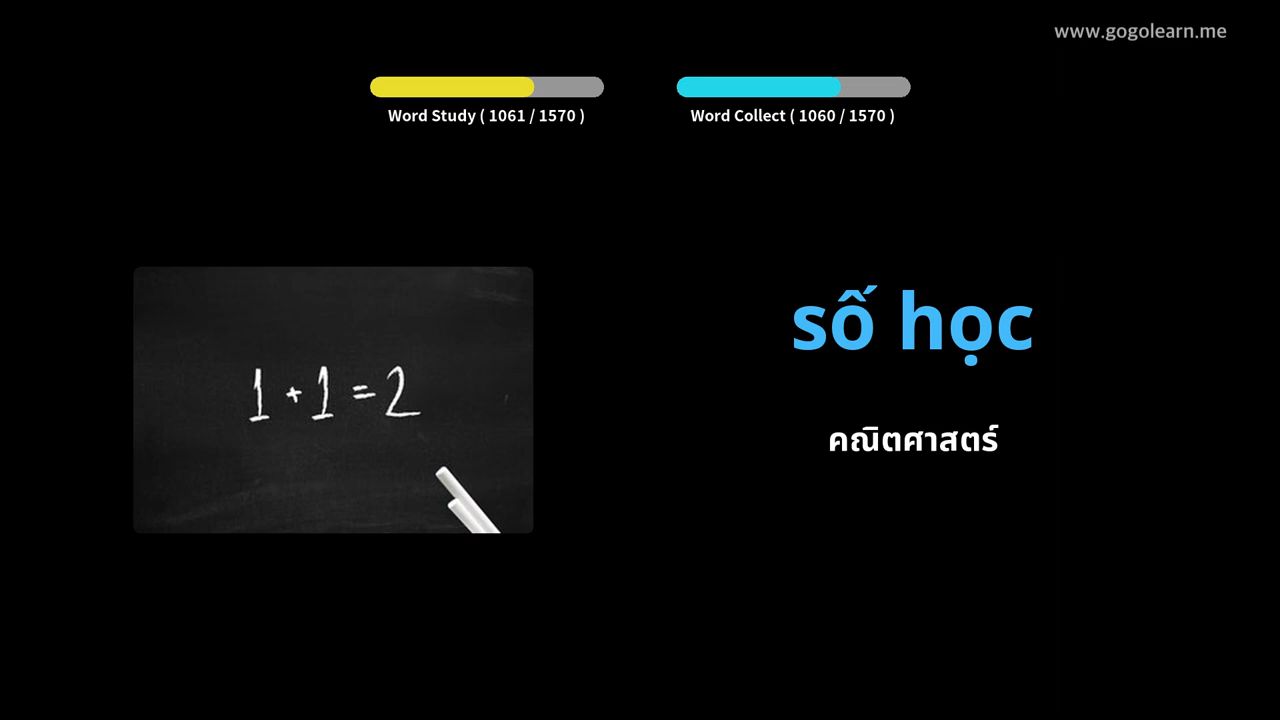 www.gogolearn.me
Word Study ( 1061 / 1570 )
Word Collect ( 1060 / 1570 )
1 + 1 = 2
số học
คณิตศาสตร์